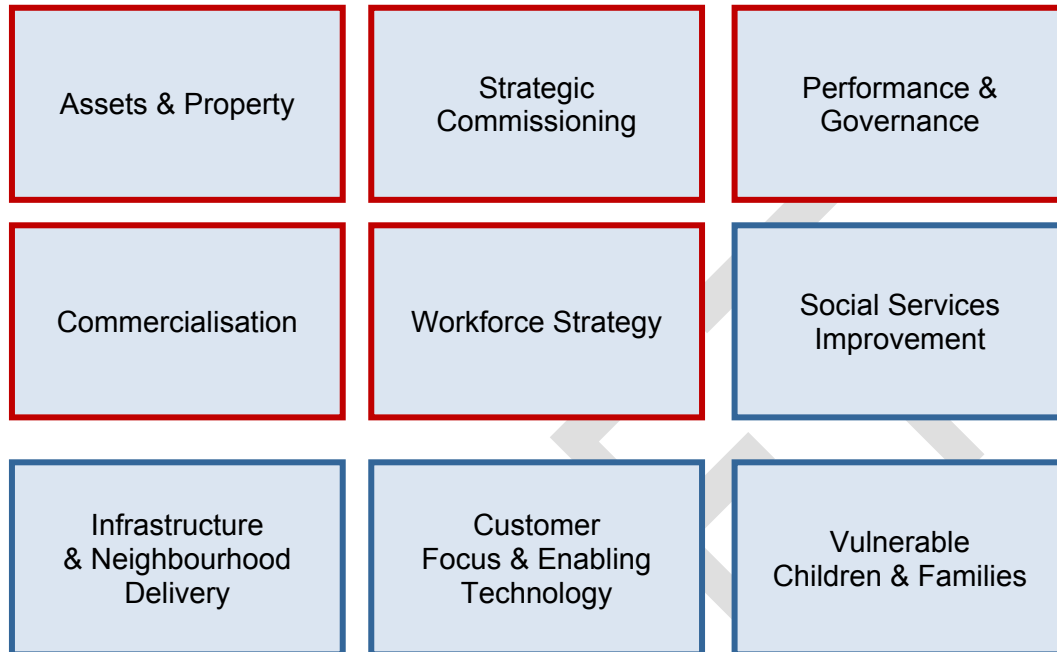 Assets & Property
Strategic
Commissioning
Performance &
Governance
Commercialisation
Workforce Strategy
Social Services
Improvement
Infrastructure
& Neighbourhood
Delivery
Customer
Focus & Enabling
Technology
Vulnerable
Children & Families